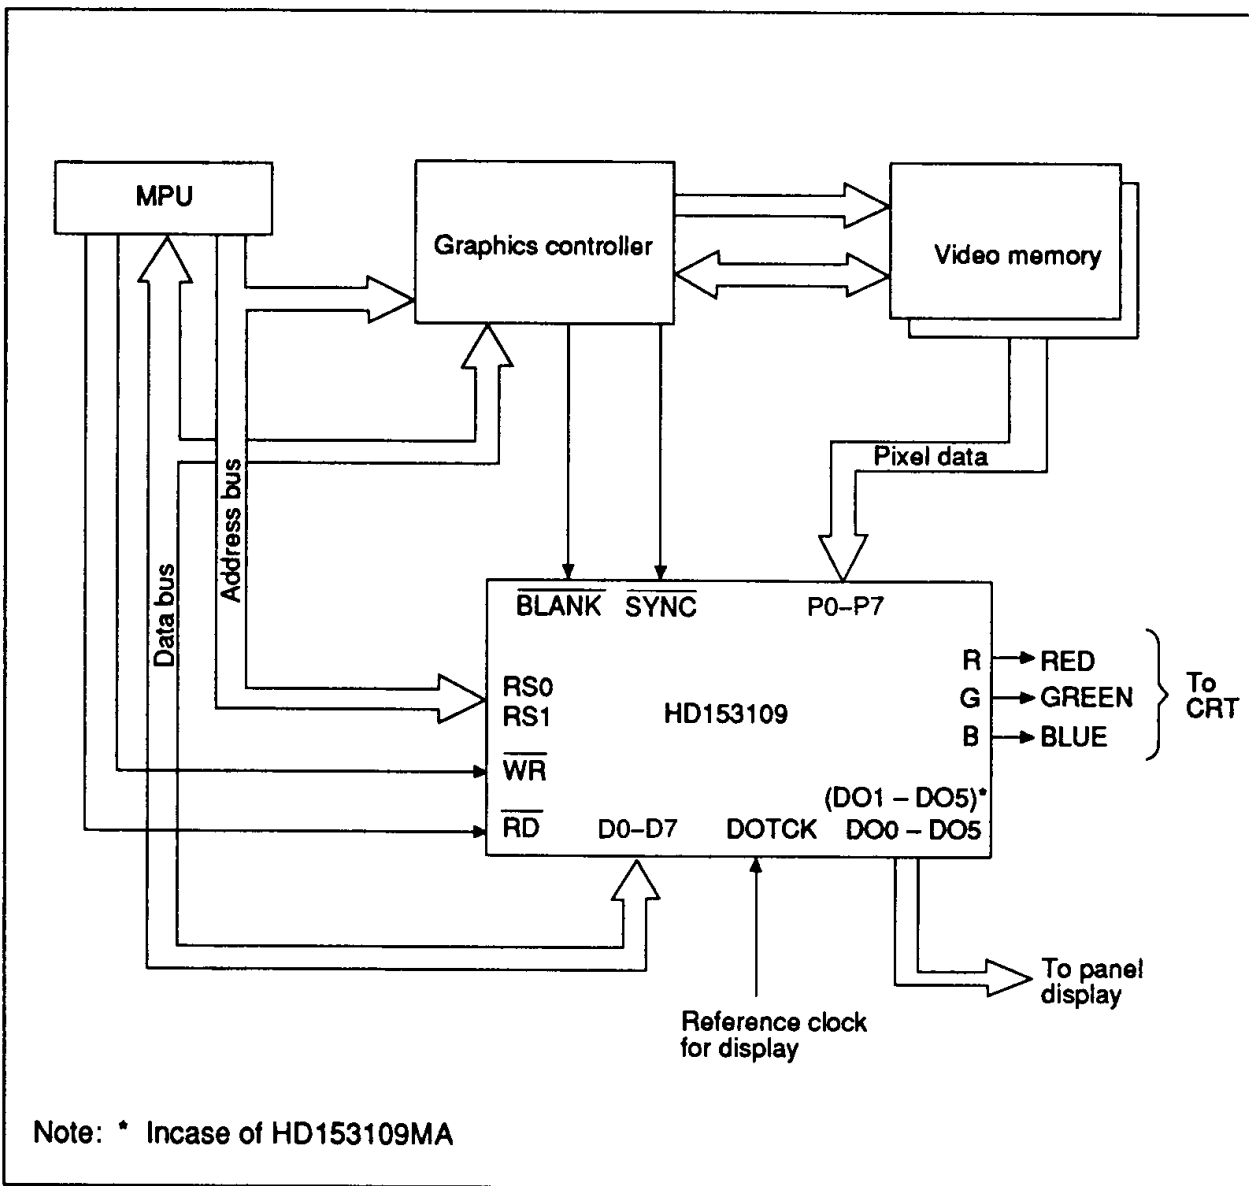 MPU
Graphics controller
Video memory
Pixel data
Address bus
Data bus
BLANK
SYNC
P0–P7
R
RED
G
GREEN
B
BLUE
To
CRT
RS0
RS1
HD153109
WR
RD
D0–D7
DOTCK
(DO1 – DO5)*
DO0 – DO5
To panel
display
Reference clock
for display
Note: * Incase of HD153109MA